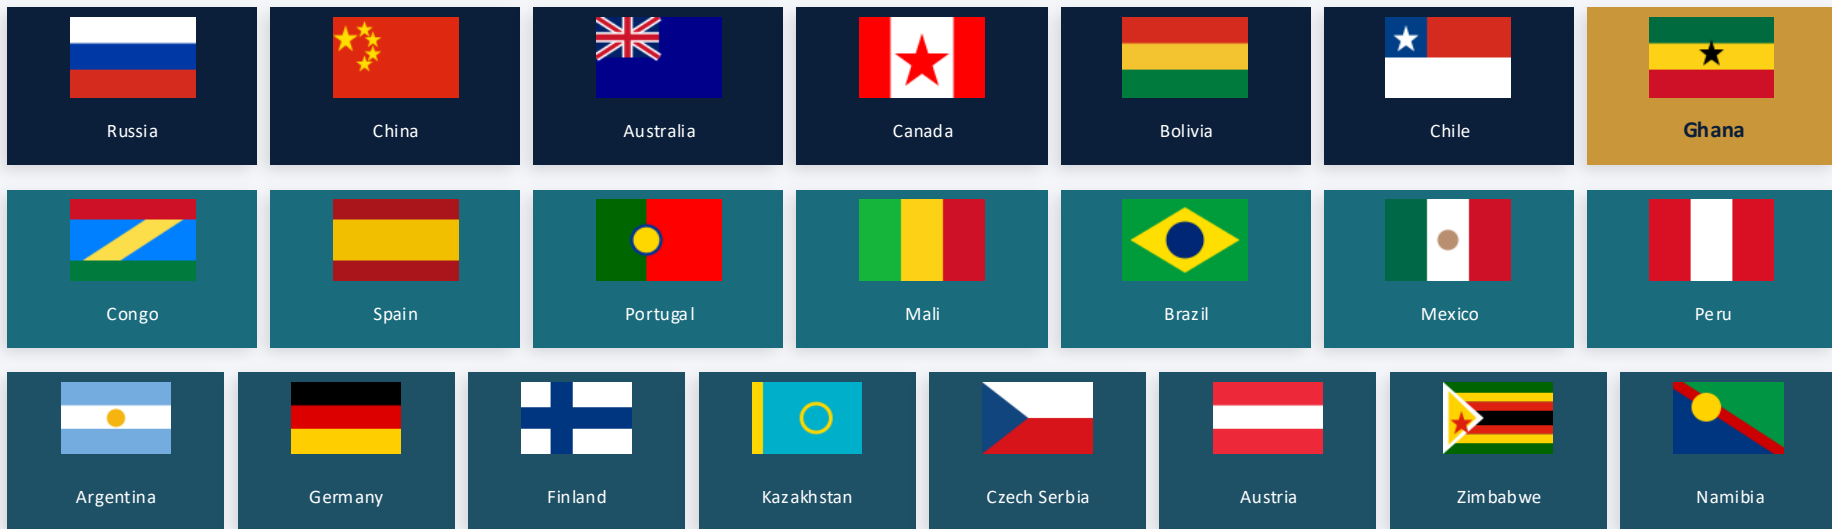 Russia
China
Australia
Canada
Bolivia
Chile
Ghana
Congo
Spain
Portugal
Mali
Brazil
Mexico
Peru
Argentina
Germany
Finland
Kazakhstan
Czech Serbia
Austria
Zimbabwe
Namibia